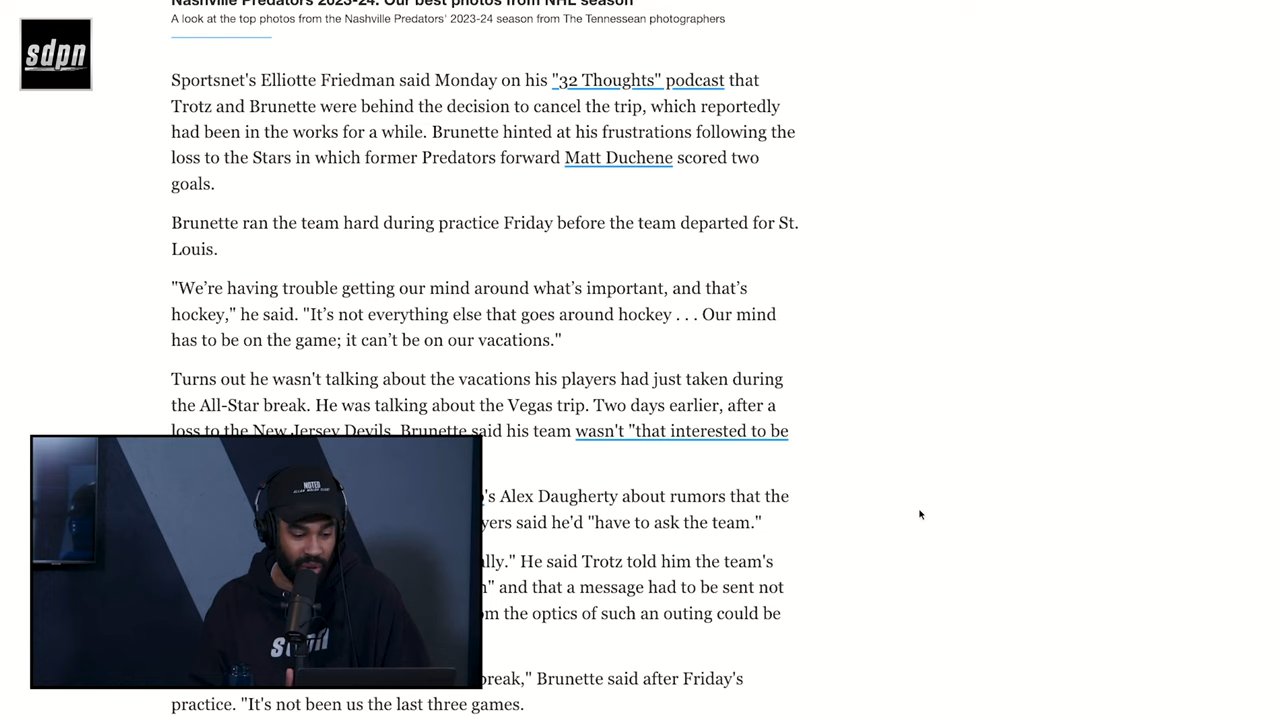 Nashville Predators 2023-24: Our best photos from NHL season
A look at the top photos from the Nashville Predators' 2023-24 season from The Tennessean photographers
sdpn
Sportsnet's Elliotte Friedman said Monday on his "32 Thoughts" podcast that
Trotz and Brunette were behind the decision to cancel the trip, which reportedly
had been in the works for a while. Brunette hinted at his frustrations following the
loss to the Stars in which former Predators forward Matt Duchene scored two
goals.
Brunette ran the team hard during practice Friday before the team departed for St.
Louis.
"We’re having trouble getting our mind around what’s important, and that’s
hockey," he said. "It’s not everything else that goes around hockey . . . Our mind
has to be on the game; it can’t be on our vacations."
Turns out he wasn't talking about the vacations his players had just taken during
the All-Star break. He was talking about the Vegas trip. Two days earlier, after a
loss to the New Jersey Devils, Brunette said his team wasn't "that interested to be
's Alex Daugherty about rumors that the
yers said he'd "have to ask the team."
lly." He said Trotz told him the team's
" and that a message had to be sent not
om the optics of such an outing could be
break," Brunette said after Friday's
practice. "It's not been us the last three games.
NOTED
sdpn